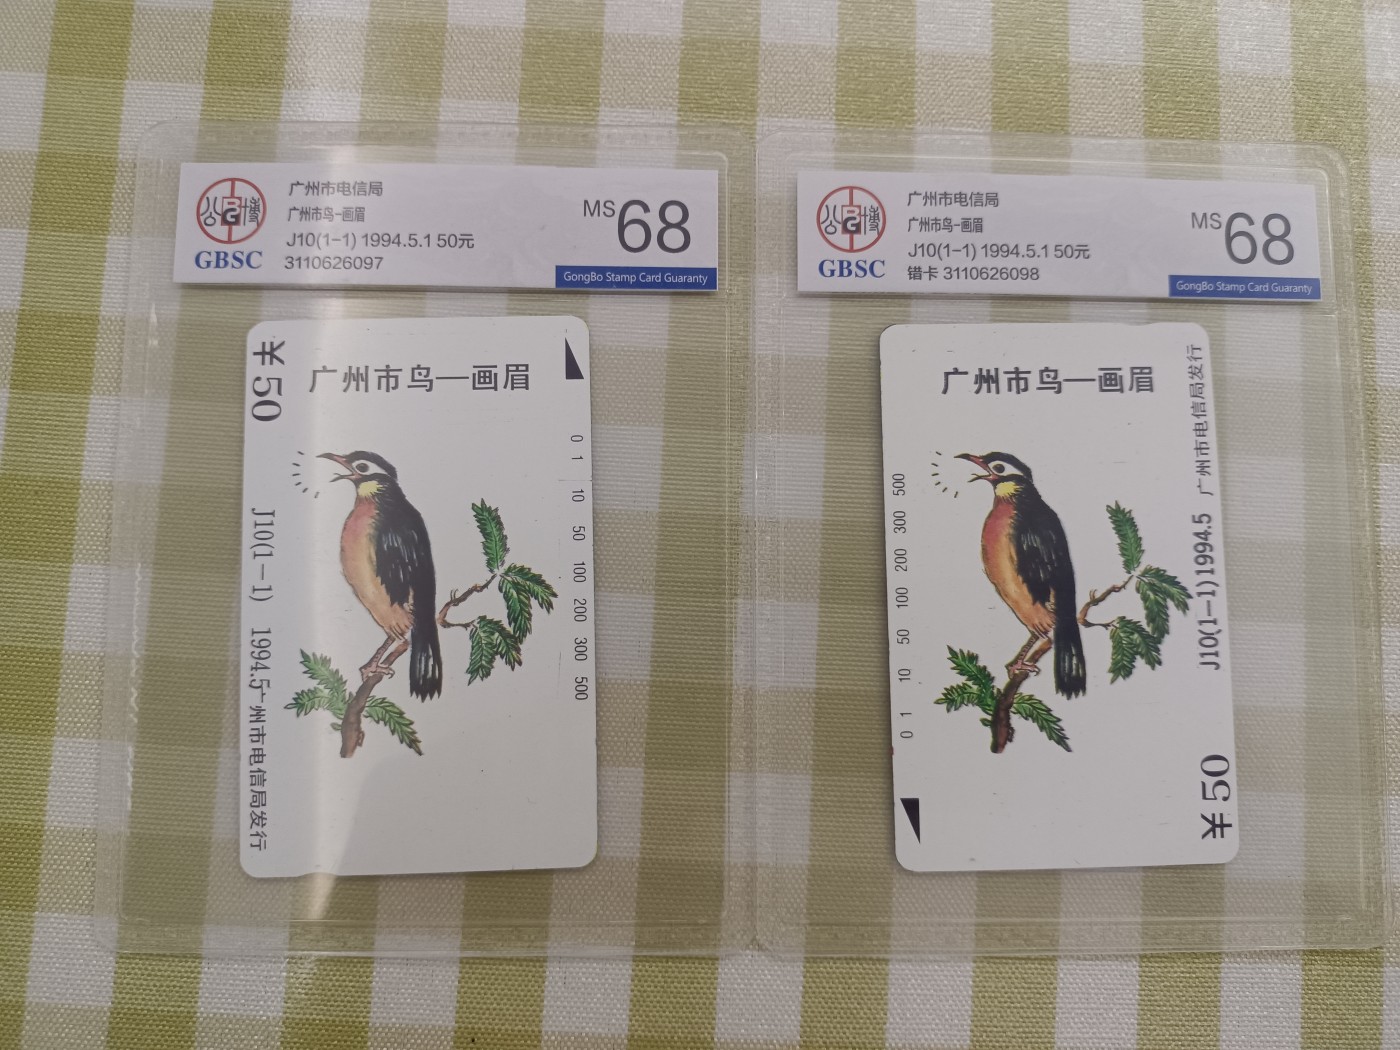 公博
BG
GBSC
广州市电信局
广州市鸟-画眉
J10(1-1) 1994.5.1 50元
3110626097
MS 68
GongBo Stamp Card Guaranty
¥50
广州市鸟—画眉
J10(1-1) 1994.5广州市电信局发行
0 1 10 50 100 200 300 500
公博
BG
GBSC
广州市电信局
广州市鸟-画眉
J10(1-1) 1994.5.1 50元
错卡 3110626098
MS 68
GongBo Stamp Card Guaranty
广州市鸟—画眉
0 1 10 50 100 200 300 500
J10(1-1)1994.5 广州市电信局发行
¥50